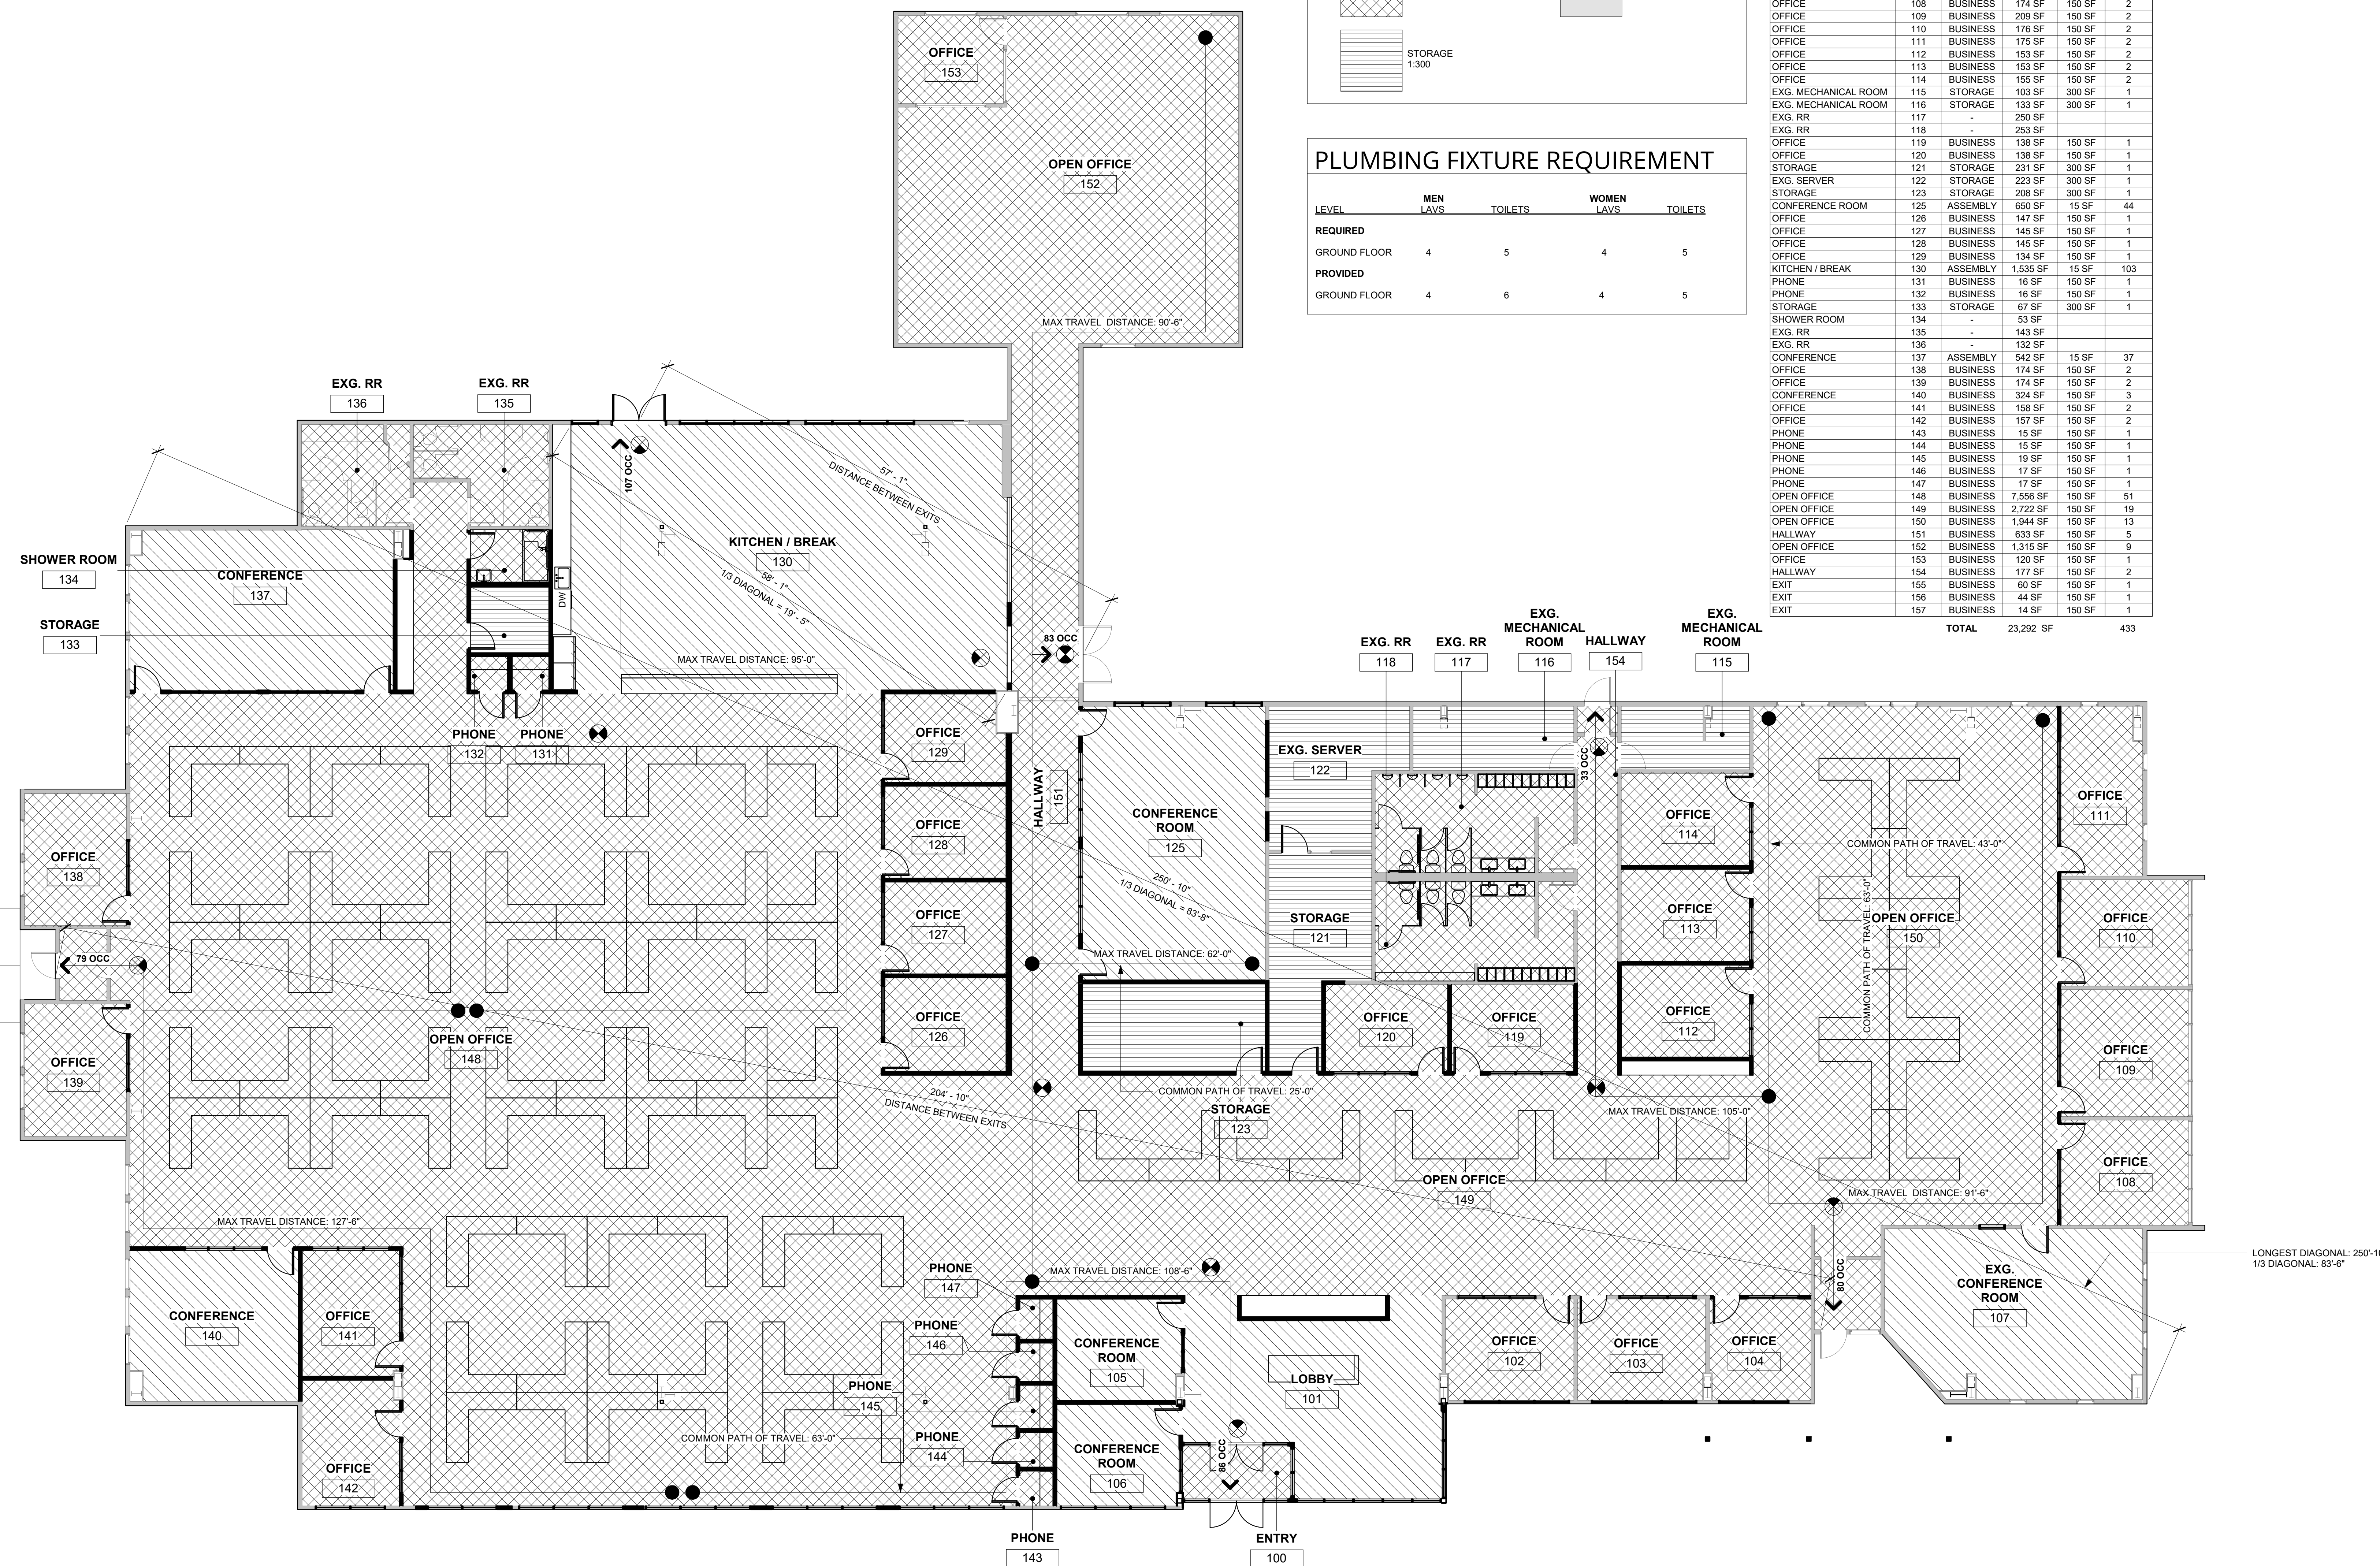 STORAGE
1:300
PLUMBING FIXTURE REQUIREMENT
MEN WOMEN
LEVEL LAVS TOILETS LAVS TOILETS
REQUIRED
GROUND FLOOR 4 5 4 5
PROVIDED
GROUND FLOOR 4 6 4 5
OFFICE 108 BUSINESS 174 SF 150 SF 2
OFFICE 109 BUSINESS 209 SF 150 SF 2
OFFICE 110 BUSINESS 176 SF 150 SF 2
OFFICE 111 BUSINESS 175 SF 150 SF 2
OFFICE 112 BUSINESS 153 SF 150 SF 2
OFFICE 113 BUSINESS 153 SF 150 SF 2
OFFICE 114 BUSINESS 155 SF 150 SF 2
EXG. MECHANICAL ROOM 115 STORAGE 103 SF 300 SF 1
EXG. MECHANICAL ROOM 116 STORAGE 133 SF 300 SF 1
EXG. RR 117 - 250 SF
EXG. RR 118 - 253 SF
OFFICE 119 BUSINESS 138 SF 150 SF 1
OFFICE 120 BUSINESS 138 SF 150 SF 1
STORAGE 121 STORAGE 231 SF 300 SF 1
EXG. SERVER 122 STORAGE 223 SF 300 SF 1
STORAGE 123 STORAGE 208 SF 300 SF 1
CONFERENCE ROOM 125 ASSEMBLY 650 SF 15 SF 44
OFFICE 126 BUSINESS 147 SF 150 SF 1
OFFICE 127 BUSINESS 145 SF 150 SF 1
OFFICE 128 BUSINESS 145 SF 150 SF 1
OFFICE 129 BUSINESS 134 SF 150 SF 1
KITCHEN / BREAK 130 ASSEMBLY 1,535 SF 15 SF 103
PHONE 131 BUSINESS 16 SF 150 SF 1
PHONE 132 BUSINESS 16 SF 150 SF 1
STORAGE 133 STORAGE 67 SF 300 SF 1
SHOWER ROOM 134 - 53 SF
EXG. RR 135 - 143 SF
EXG. RR 136 - 132 SF
CONFERENCE 137 ASSEMBLY 542 SF 15 SF 37
OFFICE 138 BUSINESS 174 SF 150 SF 2
OFFICE 139 BUSINESS 174 SF 150 SF 2
CONFERENCE 140 BUSINESS 324 SF 150 SF 3
OFFICE 141 BUSINESS 158 SF 150 SF 2
OFFICE 142 BUSINESS 157 SF 150 SF 2
PHONE 143 BUSINESS 15 SF 150 SF 1
PHONE 144 BUSINESS 15 SF 150 SF 1
PHONE 145 BUSINESS 19 SF 150 SF 1
PHONE 146 BUSINESS 17 SF 150 SF 1
PHONE 147 BUSINESS 17 SF 150 SF 1
OPEN OFFICE 148 BUSINESS 7,556 SF 150 SF 51
OPEN OFFICE 149 BUSINESS 2,722 SF 150 SF 19
OPEN OFFICE 150 BUSINESS 1,944 SF 150 SF 13
HALLWAY 151 BUSINESS 633 SF 150 SF 5
OPEN OFFICE 152 BUSINESS 1,315 SF 150 SF 9
OFFICE 153 BUSINESS 120 SF 150 SF 1
HALLWAY 154 BUSINESS 177 SF 150 SF 2
EXIT 155 BUSINESS 60 SF 150 SF 1
EXIT 156 BUSINESS 44 SF 150 SF 1
EXIT 157 BUSINESS 14 SF 150 SF 1
TOTAL 23,292 SF 433
OFFICE
153
OPEN OFFICE
152
MAX TRAVEL DISTANCE: 90'-6"
EXG. RR
136
EXG. RR
135
107 OCC
57' - 1"
DISTANCE BETWEEN EXITS
KITCHEN / BREAK
130
58' - 1"
1/3 DIAGONAL = 19' - 5"
DW
SHOWER ROOM
134
CONFERENCE
137
STORAGE
133
MAX TRAVEL DISTANCE: 95'-0"
83 OCC
PHONE
132
PHONE
131
OFFICE
129
EXG. RR
118
EXG. RR
117
EXG.
MECHANICAL
ROOM
116
HALLWAY
154
EXG.
MECHANICAL
ROOM
115
33 OCC
EXG. SERVER
122
HALLWAY
151
OFFICE
128
CONFERENCE
ROOM
125
OFFICE
114
OFFICE
111
COMMON PATH OF TRAVEL: 43'-0"
OFFICE
138
250' - 10"
1/3 DIAGONAL = 83'-8"
OFFICE
127
STORAGE
121
OFFICE
113
COMMON PATH OF TRAVEL: 63'-0"
OPEN OFFICE
150
OFFICE
110
79 OCC
MAX TRAVEL DISTANCE: 62'-0"
OFFICE
126
OFFICE
120
OFFICE
119
OFFICE
112
OPEN OFFICE
148
OFFICE
139
OFFICE
109
204' - 10"
DISTANCE BETWEEN EXITS
COMMON PATH OF TRAVEL: 25'-0"
STORAGE
123
MAX TRAVEL DISTANCE: 105'-0"
OFFICE
108
OPEN OFFICE
149
MAX TRAVEL DISTANCE: 91'-6"
MAX TRAVEL DISTANCE: 127'-6"
MAX TRAVEL DISTANCE: 108'-6"
80 OCC
LONGEST DIAGONAL: 250'-10
1/3 DIAGONAL: 83'-6"
EXG.
CONFERENCE
ROOM
107
PHONE
147
CONFERENCE
140
OFFICE
141
PHONE
146
CONFERENCE
ROOM
105
LOBBY
101
OFFICE
102
OFFICE
103
OFFICE
104
PHONE
145
COMMON PATH OF TRAVEL: 63'-0"
PHONE
144
CONFERENCE
ROOM
106
86 OCC
OFFICE
142
PHONE
143
ENTRY
100